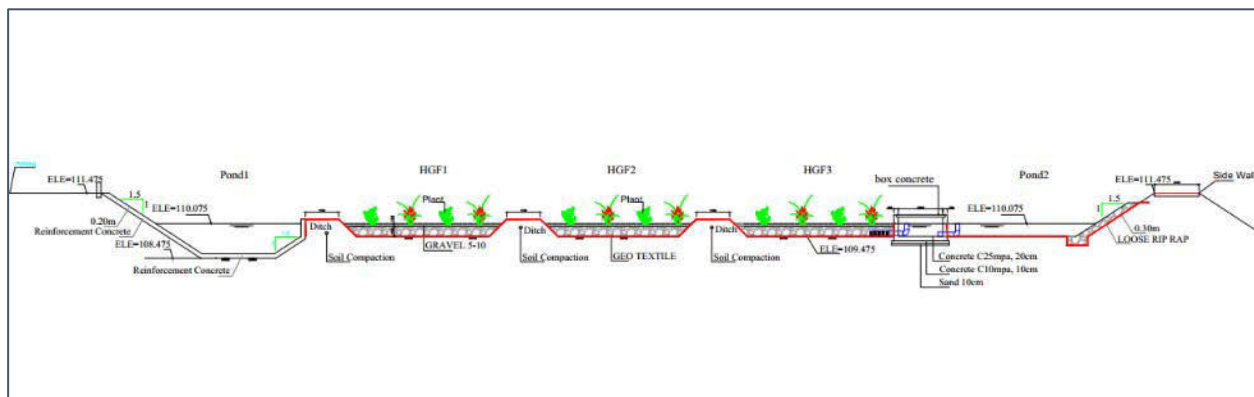 Pond1
HGF1
HGF2
HGF3
Pond2
box concrete
ELE=111.475
ELE=111.475
Side Wall
1.5
1
ELE=110.075
ELE=110.075
Plant
Plant
1.5
1
0.20m
Reinforcement Concrete
Ditch
Ditch
Ditch
0.30m
LOOSE RIP RAP
ELE=108.475
GRAVEL 5-10
ELE=109.475
Soil Compaction
Soil Compaction
GEO TEXTILE
Soil Compaction
Reinforcement Concrete
Concrete C25mpa, 20cm
Concrete C10mpa, 10cm
Sand 10cm